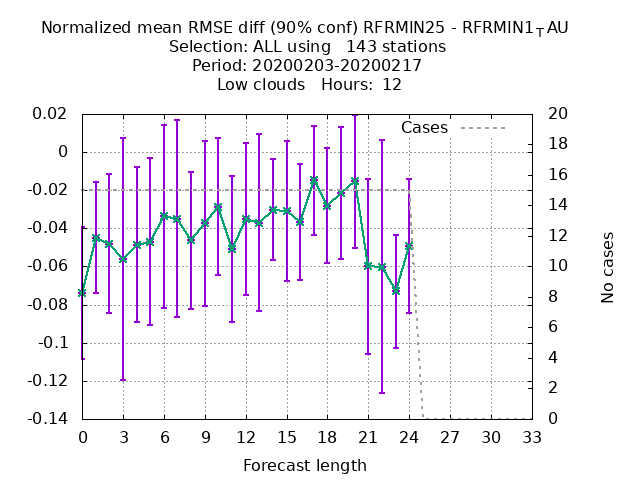 Normalized mean RMSE diff (90% conf) RFRMIN25 - RFRMIN1TAU
Selection: ALL using   143 stations
Period: 20200203-20200217
Low clouds   Hours:  12
Cases
0.02
0
-0.02
-0.04
-0.06
-0.08
-0.1
-0.12
-0.14
20
18
16
14
12
10
8
6
4
2
0
No cases
0 3 6 9 12 15 18 21 24 27 30 33
Forecast length